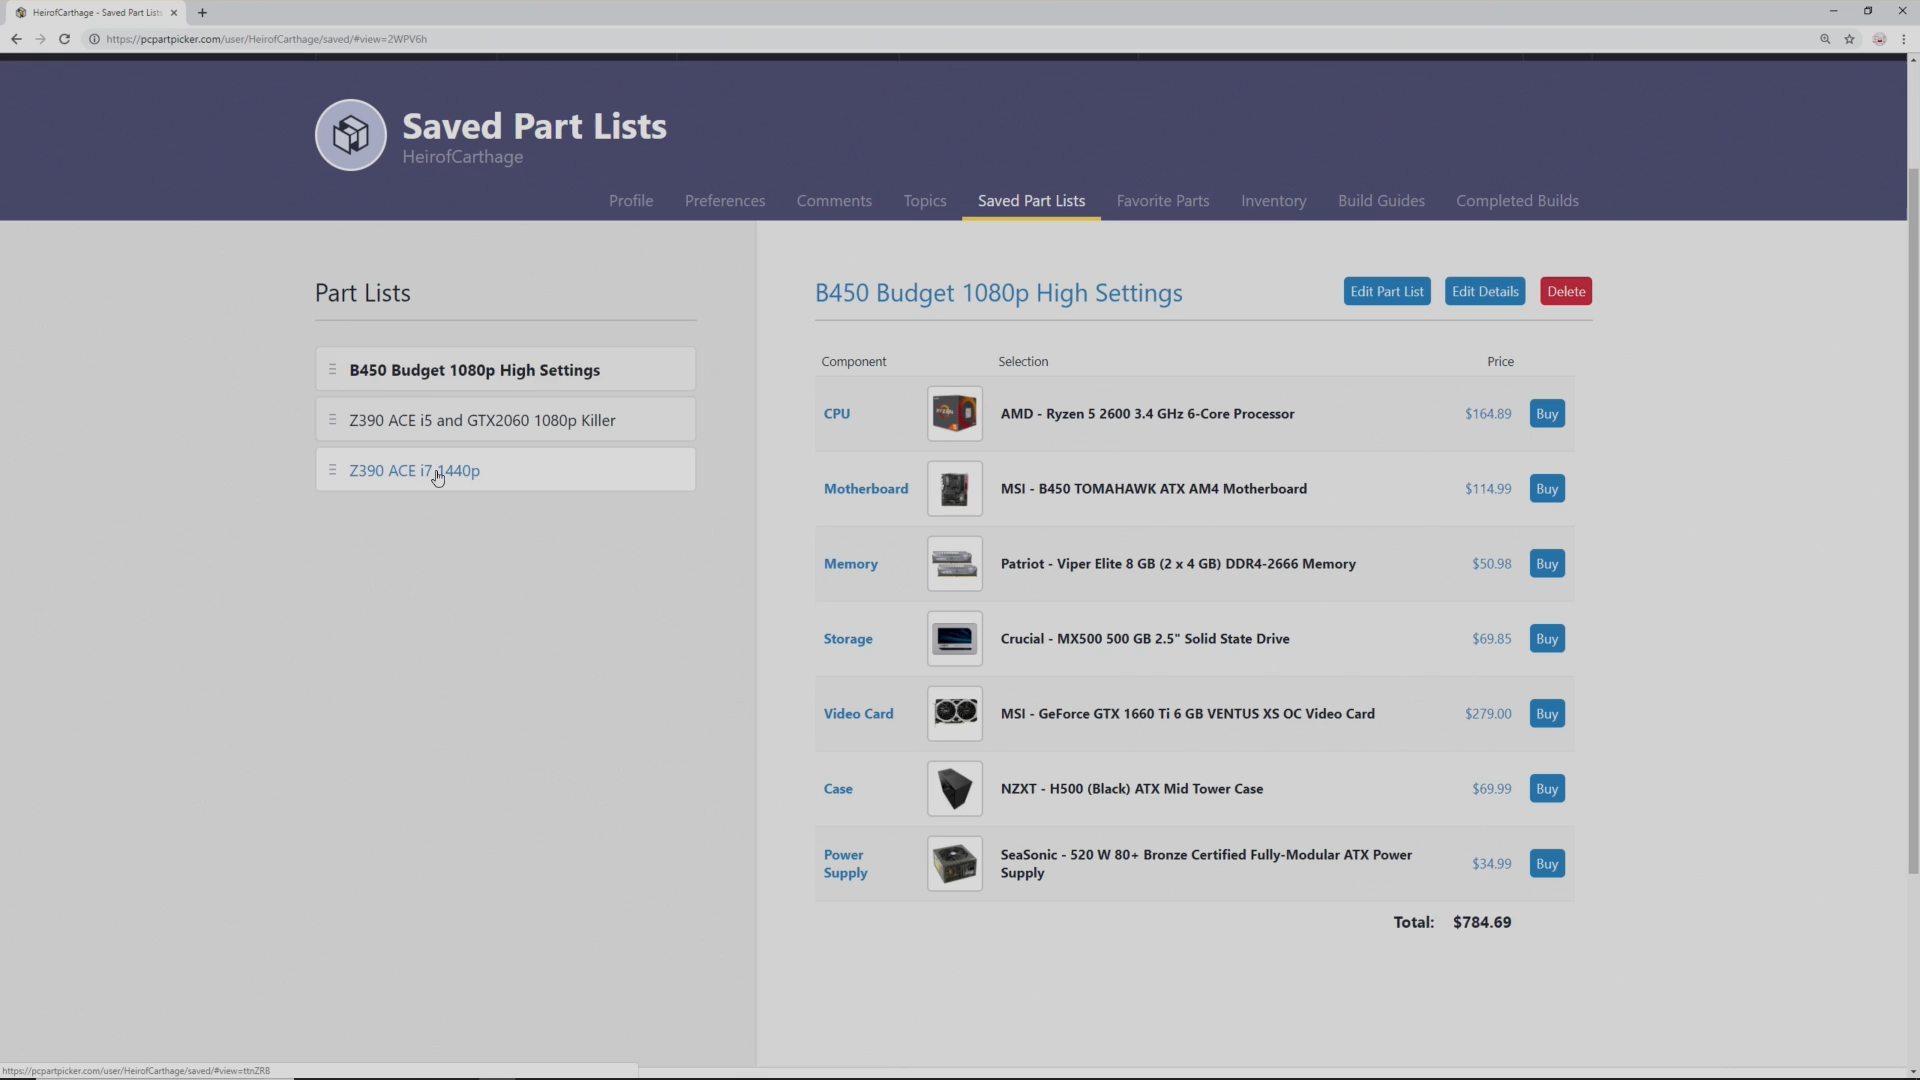 HeirofCarthage - Saved Part List
https://pcpartpicker.com/user/HeirofCarthage/saved/#view=2WPV6h
Saved Part Lists
HeirofCarthage
Profile Preferences Comments Topics Saved Part Lists Favorite Parts Inventory Build Guides Completed Builds
Part Lists
B450 Budget 1080p High Settings
Z390 ACE i5 and GTX2060 1080p Killer
Z390 ACE i7 1440p
B450 Budget 1080p High Settings Edit Part List Edit Details Delete
Component Selection Price
CPU AMD - Ryzen 5 2600 3.4 GHz 6-Core Processor $164.89 Buy
Motherboard MSI - B450 TOMAHAWK ATX AM4 Motherboard $114.99 Buy
Memory Patriot - Viper Elite 8 GB (2 x 4 GB) DDR4-2666 Memory $50.98 Buy
Storage Crucial - MX500 500 GB 2.5" Solid State Drive $69.85 Buy
Video Card MSI - GeForce GTX 1660 Ti 6 GB VENTUS XS OC Video Card $279.00 Buy
Case NZXT - H500 (Black) ATX Mid Tower Case $69.99 Buy
Power Supply SeaSonic - 520 W 80+ Bronze Certified Fully-Modular ATX Power
Supply $34.99 Buy
Total: $784.69
https://pcpartpicker.com/user/HeirofCarthage/saved/#view=ttnZRB